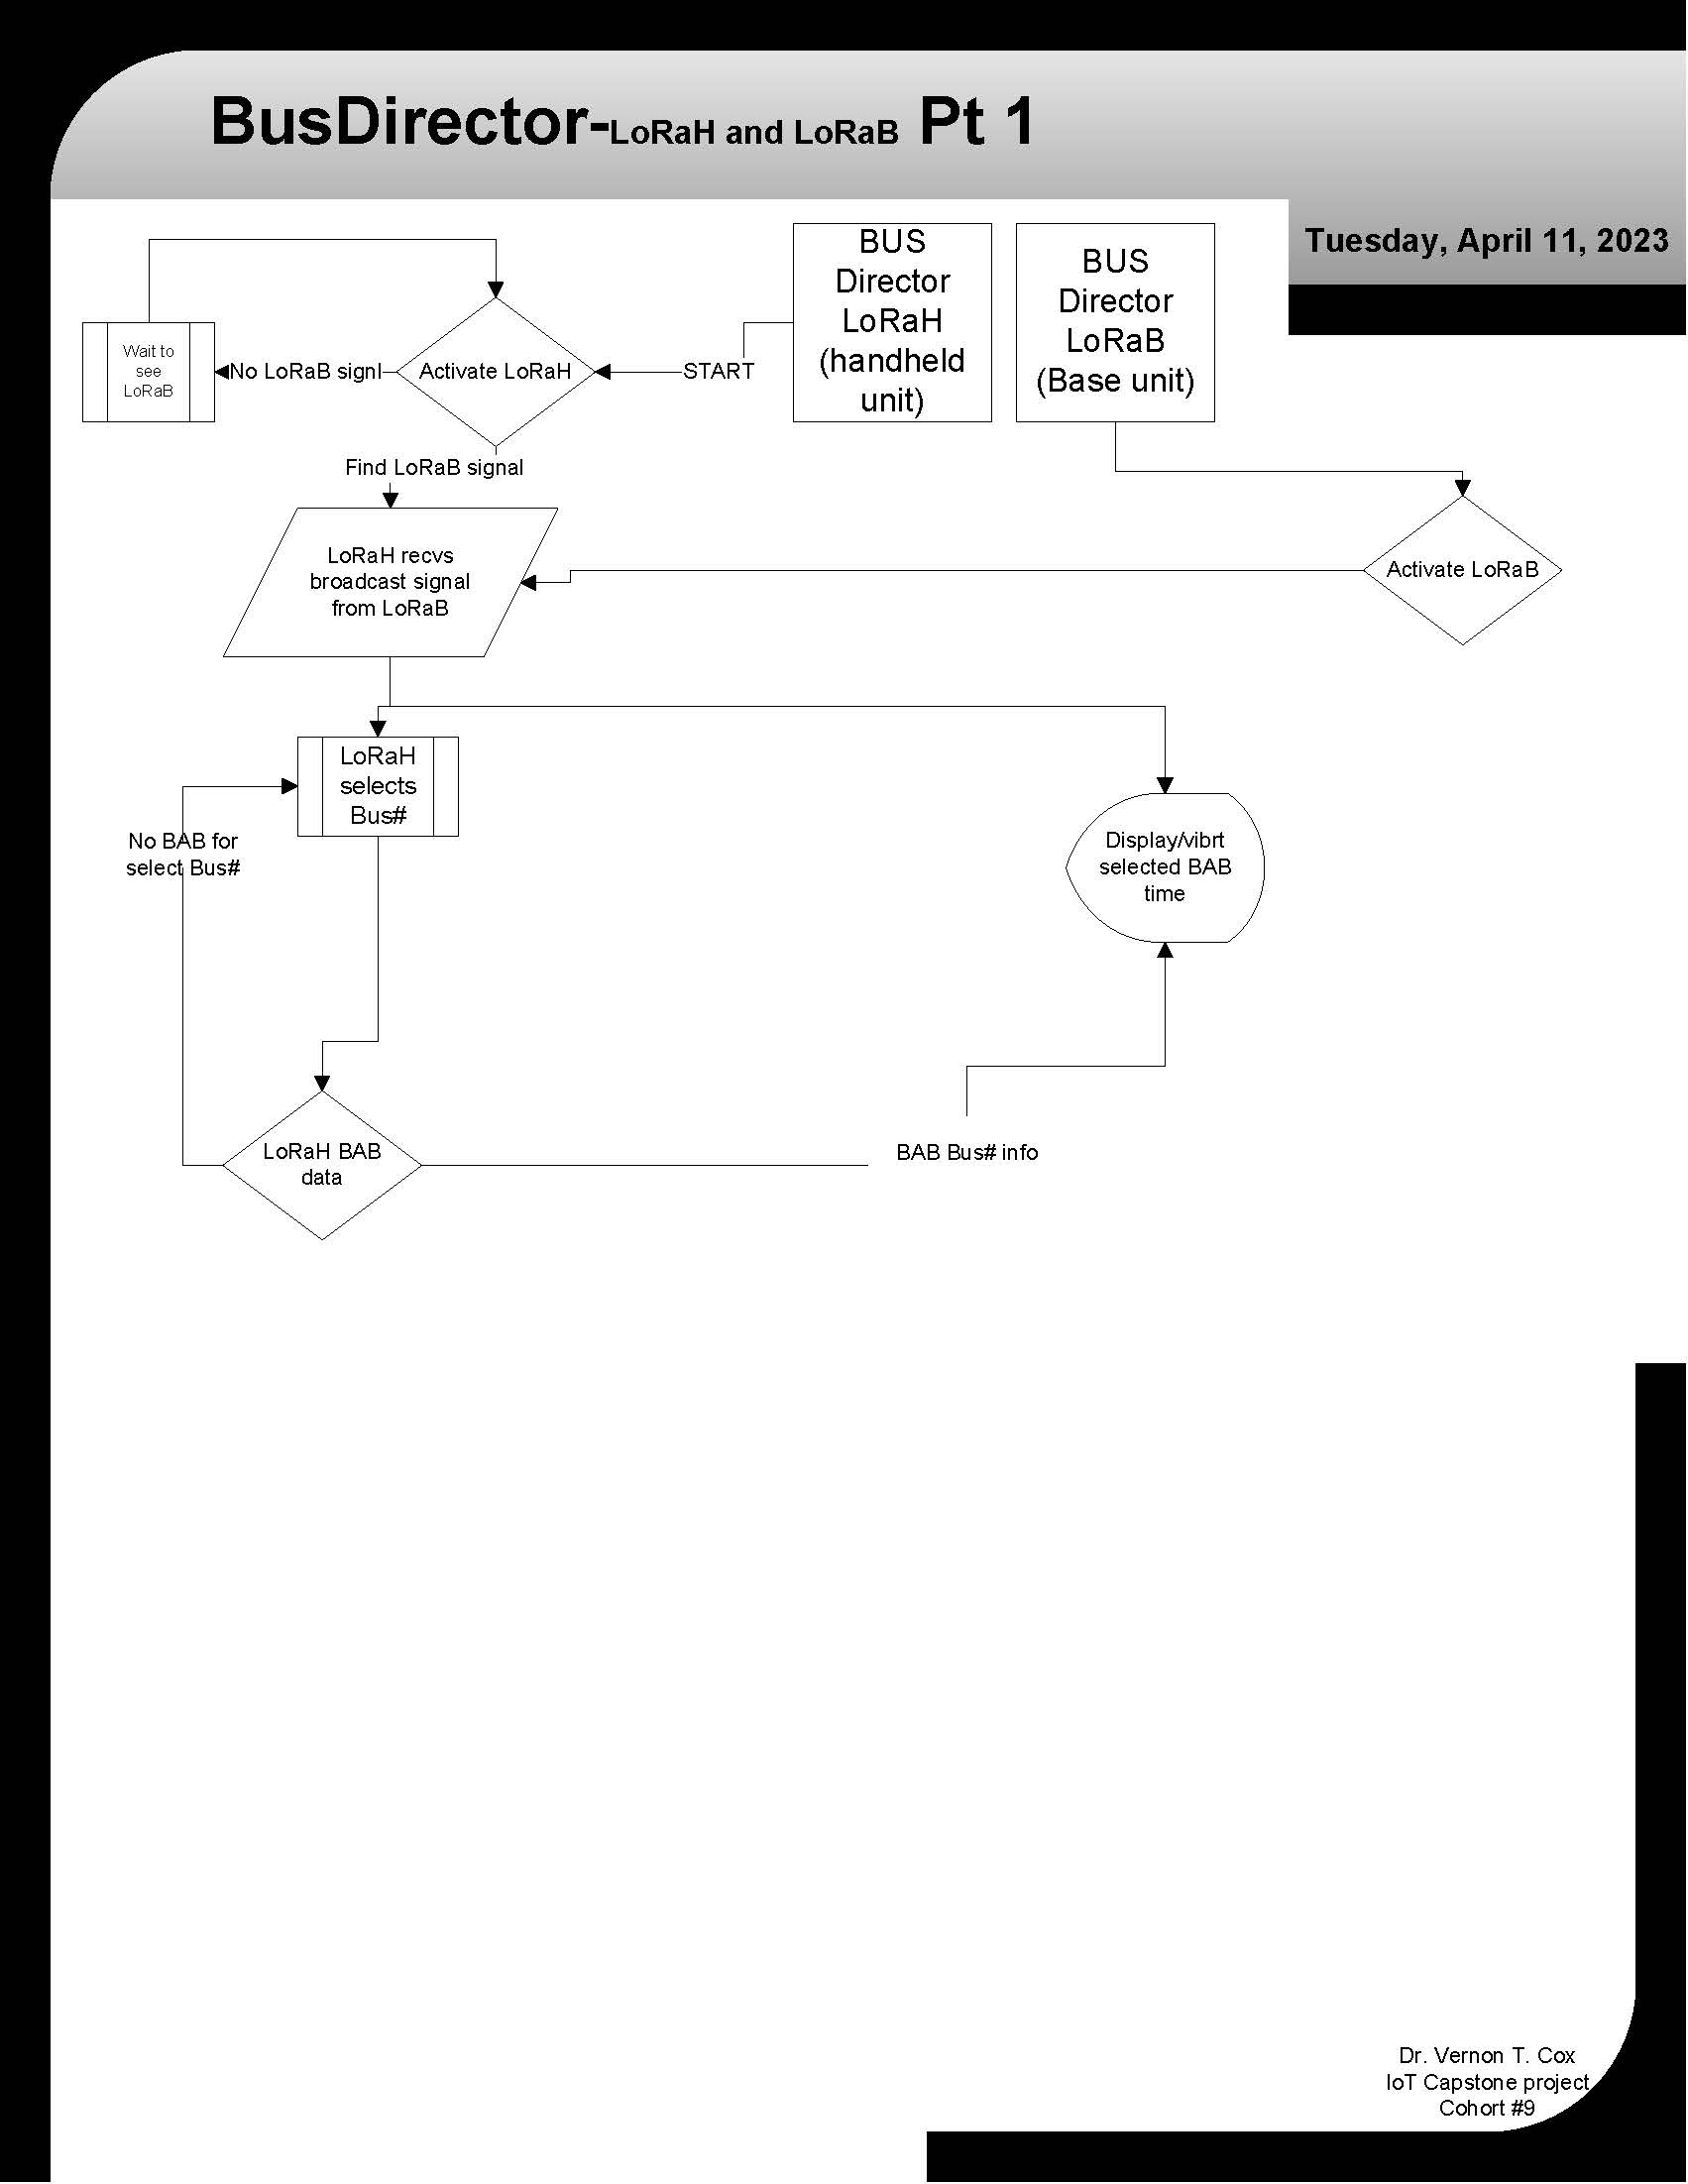 BusDirector-LoRaH and LoRaB Pt 1
Tuesday, April 11, 2023
BUS
Director
LoRaH
(handheld
unit)
BUS
Director
LoRaB
(Base unit)
Wait to
see
LoRaB
No LoRaB signl
Activate LoRaH
START
Find LoRaB signal
LoRaH recvs
broadcast signal
from LoRaB
Activate LoRaB
LoRaH
selects
Bus#
No BAB for
select Bus#
Display/vibrt
selected BAB
time
LoRaH BAB
data
BAB Bus# info
Dr. Vernon T. Cox
IoT Capstone project
Cohort #9